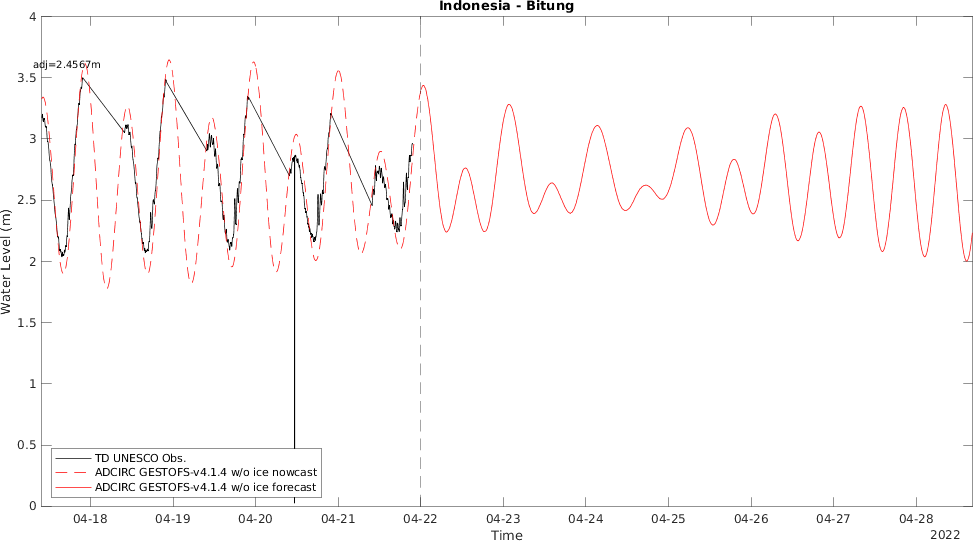 Indonesia - Bitung
adj=2.4567m
Water Level (m)
4
3.5
3
2.5
2
1.5
1
0.5
0
TD UNESCO Obs.
ADCIRC GESTOFS-v4.1.4 w/o ice nowcast
ADCIRC GESTOFS-v4.1.4 w/o ice forecast
04-18 04-19 04-20 04-21 04-22 04-23 04-24 04-25 04-26 04-27 04-28
Time
2022